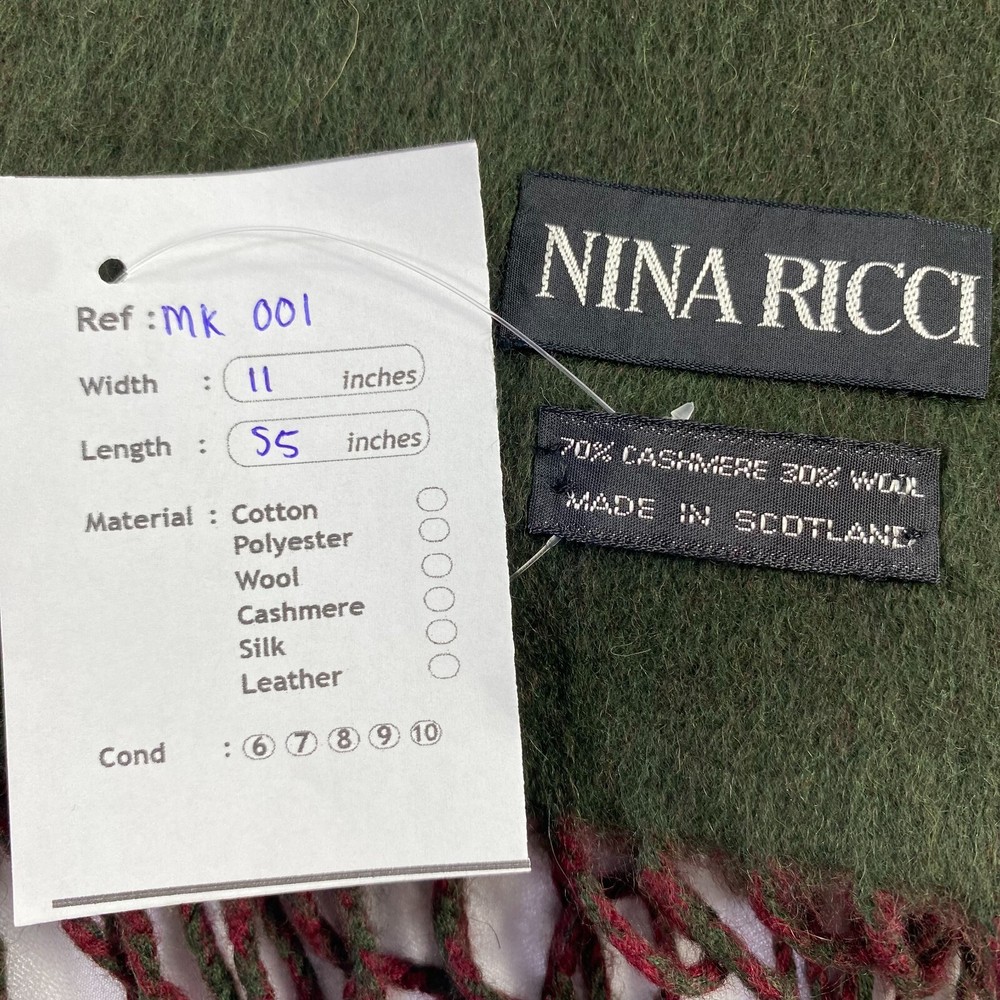 Ref : MK 001
Width : 11 inches
Length : 55 inches
Material : Cotton
Polyester
Wool
Cashmere
Silk
Leather
Cond : 6 7 8 9 10
NINA RICCI
70% CASHMERE 30% WOOL
MADE IN SCOTLAND